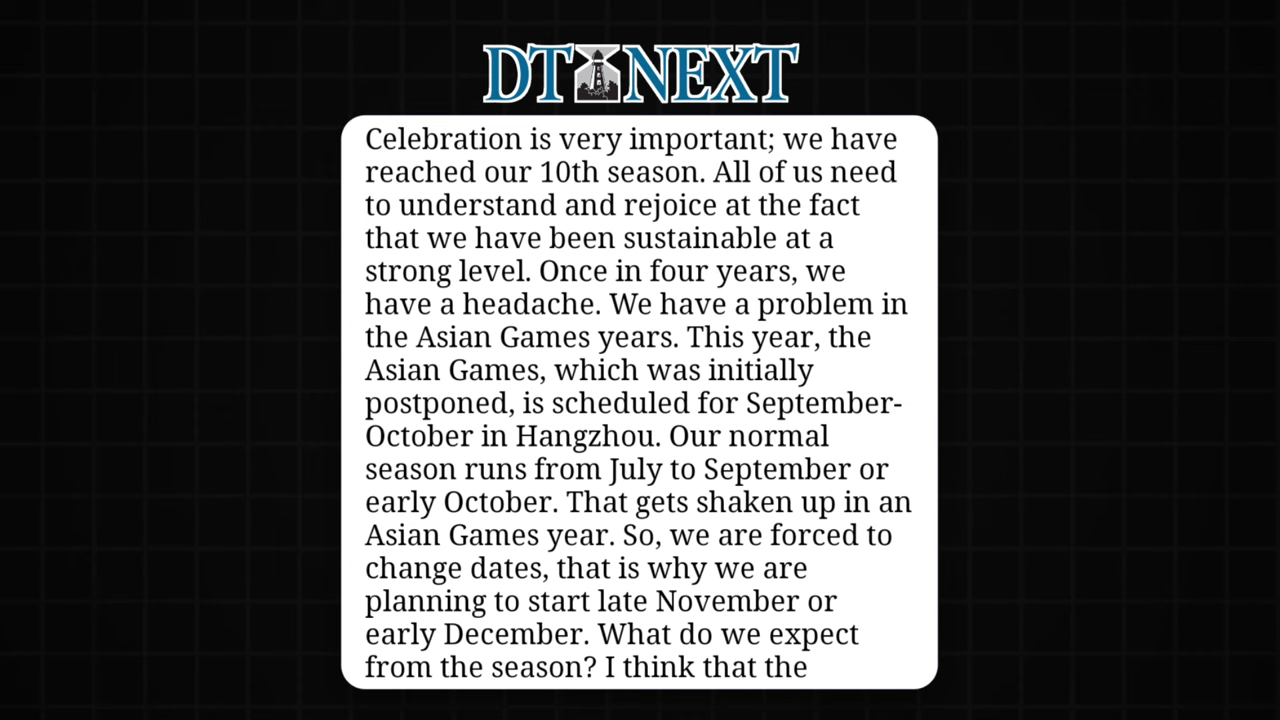 DT NEXT
Celebration is very important; we have
reached our 10th season. All of us need
to understand and rejoice at the fact
that we have been sustainable at a
strong level. Once in four years, we
have a headache. We have a problem in
the Asian Games years. This year, the
Asian Games, which was initially
postponed, is scheduled for September-
October in Hangzhou. Our normal
season runs from July to September or
early October. That gets shaken up in an
Asian Games year. So, we are forced to
change dates, that is why we are
planning to start late November or
early December. What do we expect
from the season? I think that the